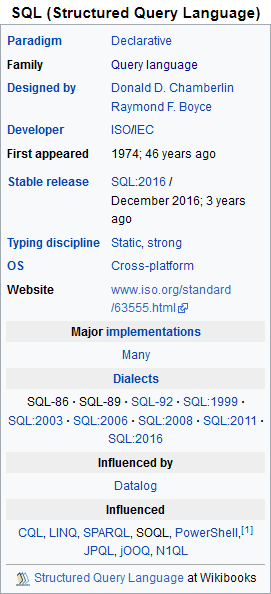 SQL (Structured Query Language)
Paradigm Declarative
Family Query language
Designed by Donald D. Chamberlin
Raymond F. Boyce
Developer ISO/IEC
First appeared 1974; 46 years ago
Stable release SQL:2016 /
December 2016; 3 years
ago
Typing discipline Static, strong
OS Cross-platform
Website www.iso.org/standard
/63555.html
Major implementations
Many
Dialects
SQL-86 · SQL-89 · SQL-92 · SQL:1999 ·
SQL:2003 · SQL:2006 · SQL:2008 · SQL:2011 ·
SQL:2016
Influenced by
Datalog
Influenced
CQL, LINQ, SPARQL, SOQL, PowerShell,[1]
JPQL, jOOQ, N1QL
Structured Query Language at Wikibooks